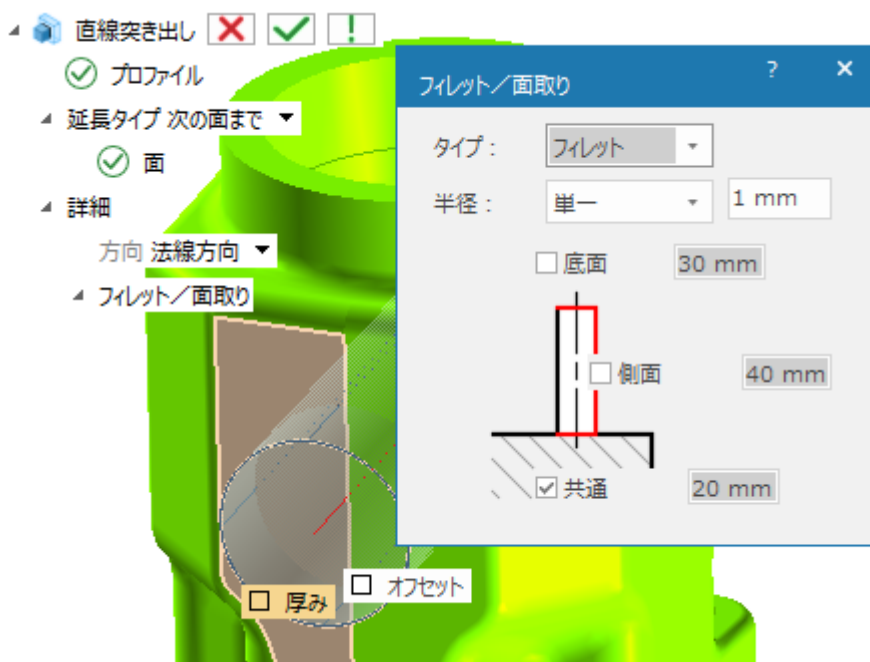 直線突き出し
プロファイル
延長タイプ 次の面まで
面
詳細
方向 法線方向
フィレット／面取り
厚み
オフセット
フィレット／面取り
?
タイプ：
フィレット
半径：
単一
1 mm
底面
30 mm
側面
40 mm
共通
20 mm